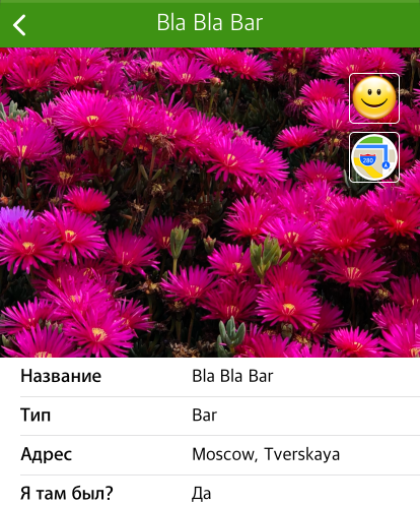 Bla Bla Bar
280
Название Bla Bla Bar
Тип Bar
Адрес Moscow, Tverskaya
Я там был? Да